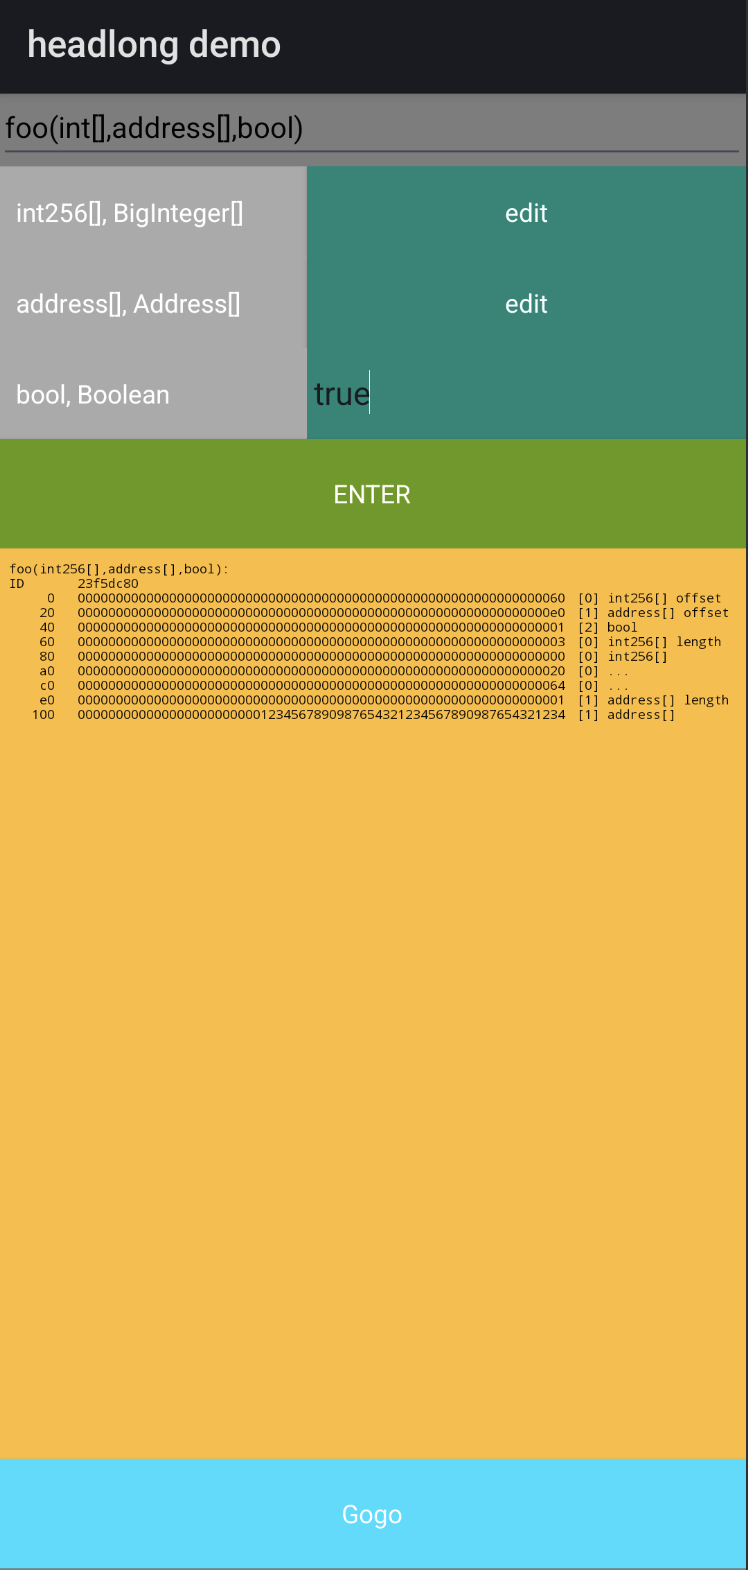 headlong demo
foo(int[],address[],bool)
int256[], BigInteger[] edit
address[], Address[] edit
bool, Boolean true
ENTER
foo(int256[],address[],bool):
ID 23f5dc80
0 0000000000000000000000000000000000000000000000000000000000000060 [0] int256[] offset
20 00000000000000000000000000000000000000000000000000000000000000e0 [1] address[] offset
40 0000000000000000000000000000000000000000000000000000000000000001 [2] bool
60 0000000000000000000000000000000000000000000000000000000000000003 [0] int256[] length
80 0000000000000000000000000000000000000000000000000000000000000000 [0] int256[]
a0 0000000000000000000000000000000000000000000000000000000000000020 [0] ...
c0 0000000000000000000000000000000000000000000000000000000000000064 [0] ...
e0 0000000000000000000000000000000000000000000000000000000000000001 [1] address[] length
100 0000000000000000000000001234567890987654321234567890987654321234 [1] address[]
Gogo